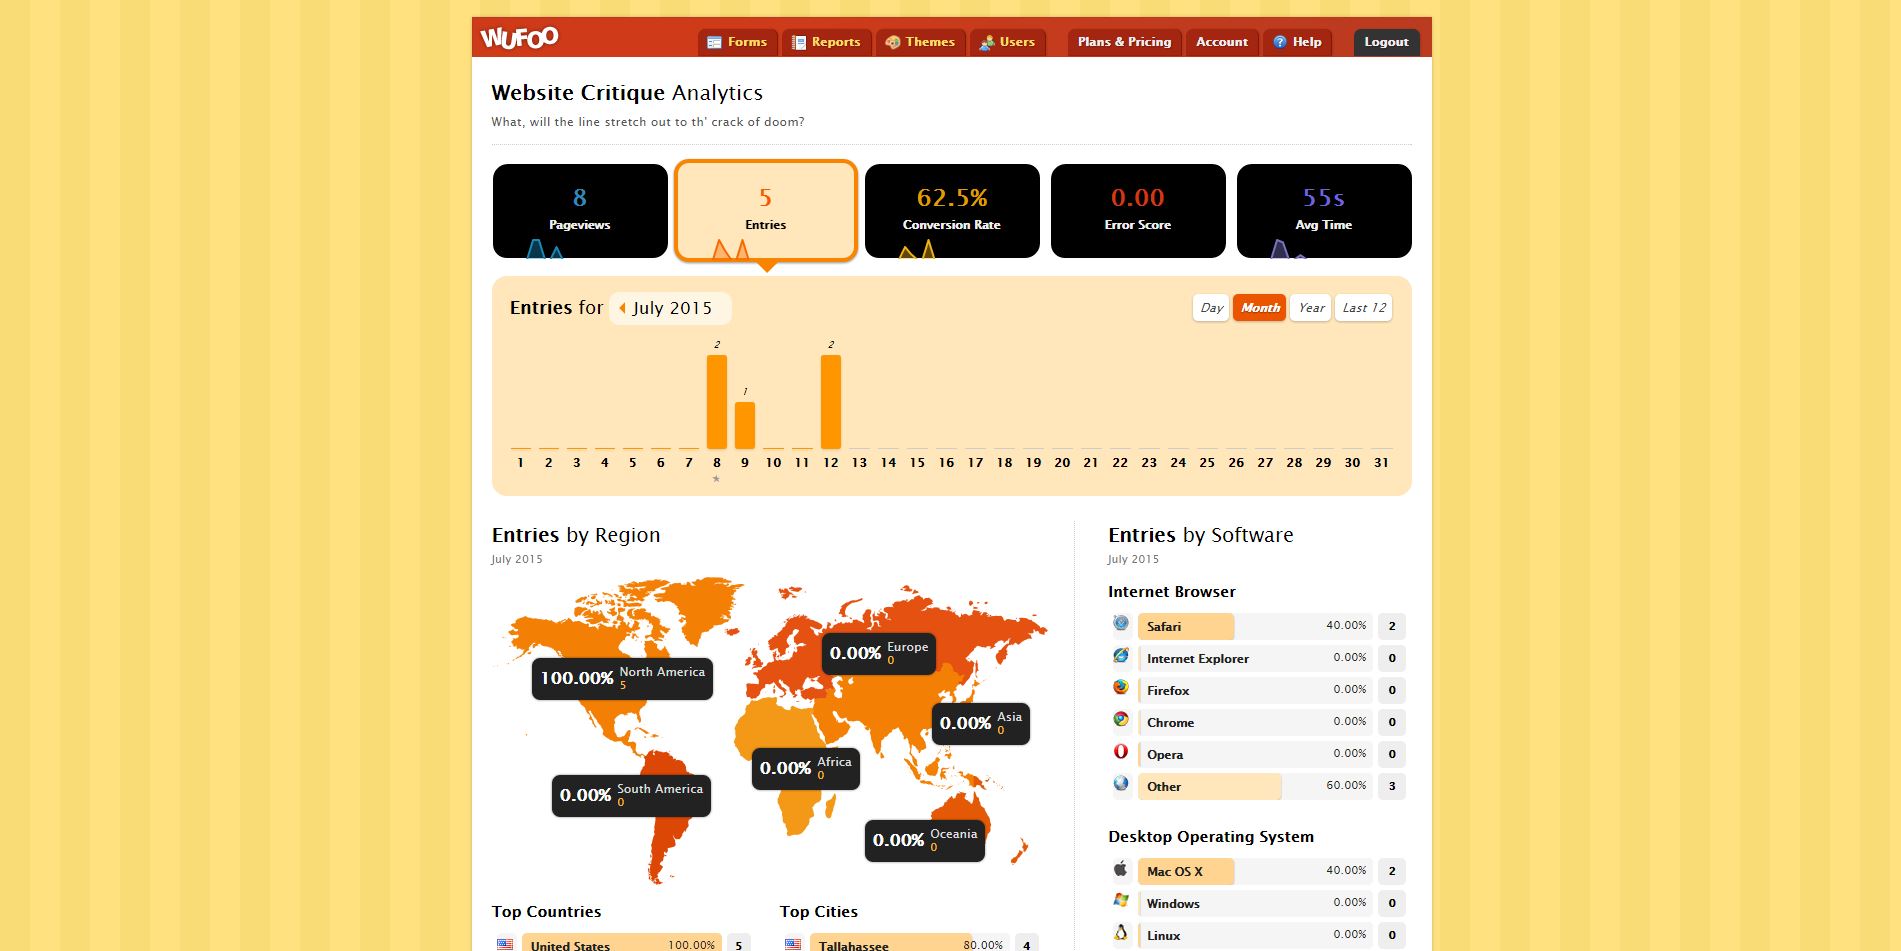 WUFOO
Forms Reports Themes Users Plans & Pricing Account Help Logout
Website Critique Analytics
What, will the line stretch out to th' crack of doom?
8
Pageviews
5
Entries
62.5%
Conversion Rate
0.00
Error Score
55s
Avg Time
Entries for July 2015
Day Month Year Last 12
2 1 2
1 2 3 4 5 6 7 8 9 10 11 12 13 14 15 16 17 18 19 20 21 22 23 24 25 26 27 28 29 30 31
Entries by Region
July 2015
100.00% North America
5
0.00% Europe
0
0.00% Asia
0
0.00% Africa
0
0.00% South America
0
0.00% Oceania
0
Top Countries
United States 100.00% 5
Top Cities
Tallahassee 80.00% 4
Entries by Software
July 2015
Internet Browser
Safari 40.00% 2
Internet Explorer 0.00% 0
Firefox 0.00% 0
Chrome 0.00% 0
Opera 0.00% 0
Other 60.00% 3
Desktop Operating System
Mac OS X 40.00% 2
Windows 0.00% 0
Linux 0.00% 0